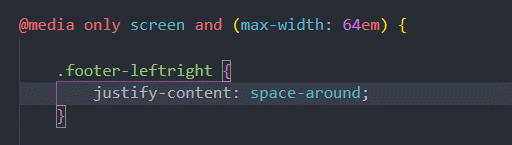 @media only screen and (max-width: 64em) {
.footer-leftright {
justify-content: space-around;
}